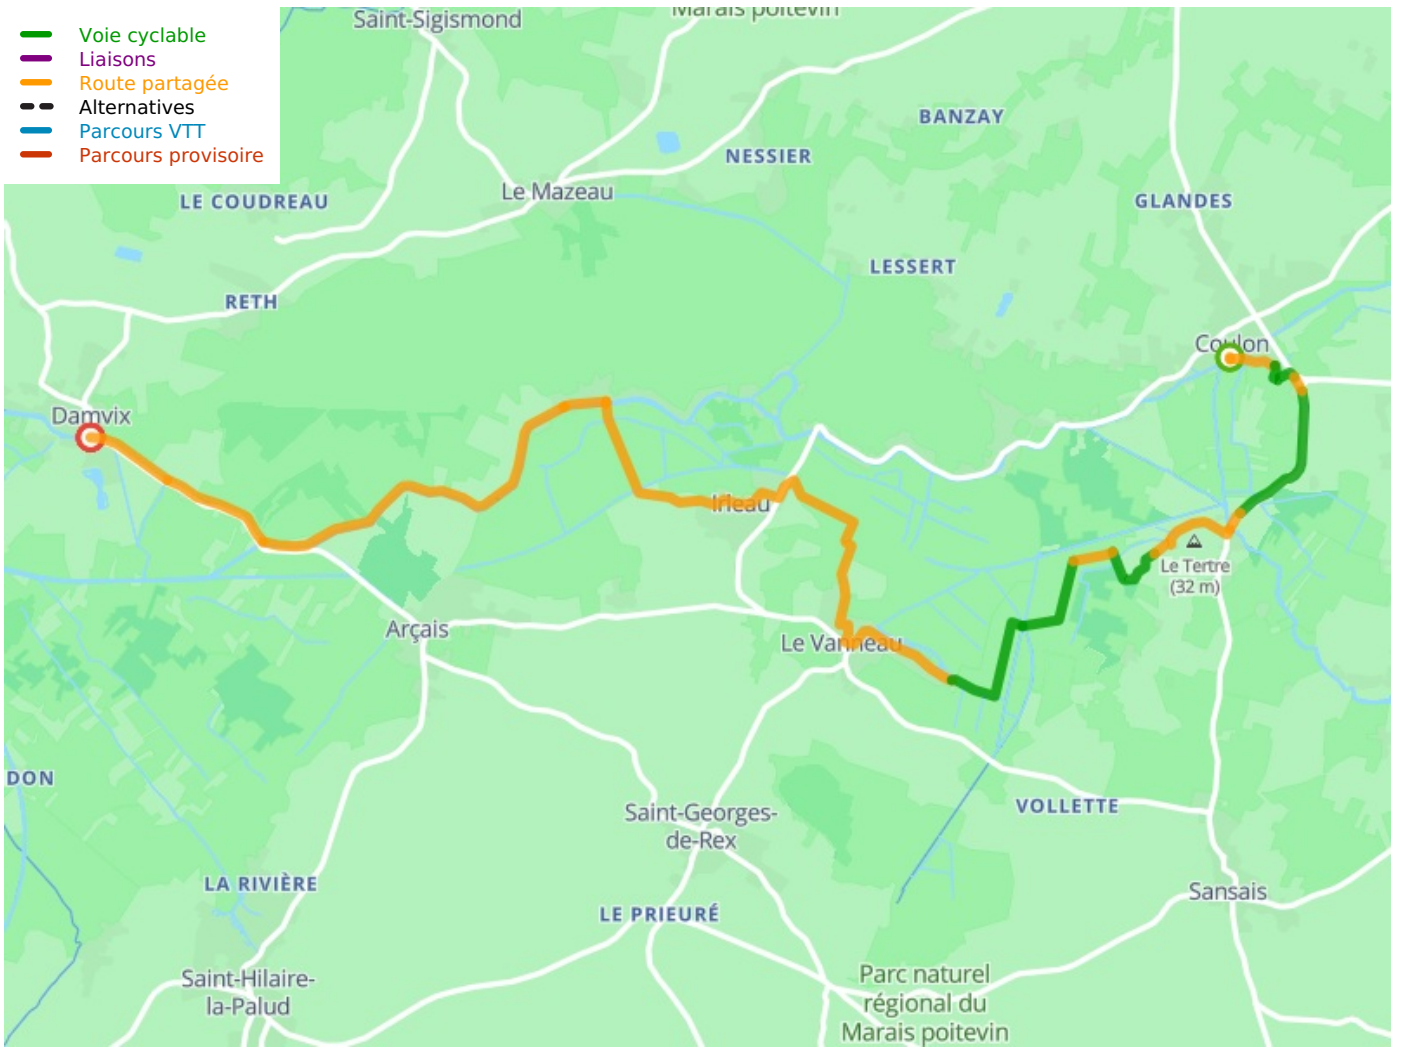 Voie cyclable
Liaisons
Route partagée
Alternatives
Parcours VTT
Parcours provisoire
Marais poitevin
Saint-Sigismond
BANZAY
NESSIER
Le Mazeau
LE COUDREAU
GLANDES
LESSERT
RETH
Coulon
Damvix
Irleau
Le Tertre
(32 m)
Arçais
Le Vanneau
DON
VOLLETTE
Saint-Georges-
de-Rex
LA RIVIÈRE
Sansais
LE PRIEURÉ
Saint-Hilaire-
la-Palud
Parc naturel
régional du
Marais poitevin